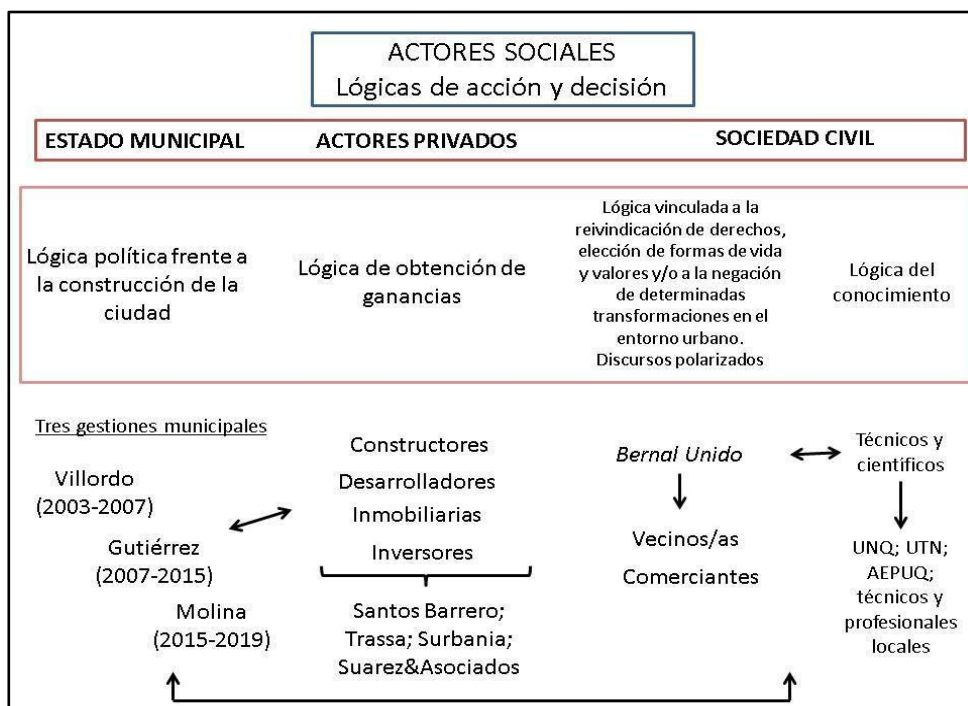 ACTORES SOCIALES
Lógicas de acción y decisión
ESTADO MUNICIPAL
ACTORES PRIVADOS
SOCIEDAD CIVIL
Lógica política frente a
la construcción de la
ciudad
Lógica de obtención de
ganancias
Lógica vinculada a la
reivindicación de derechos,
elección de formas de vida
y valores y/o a la negación
de determinadas
transformaciones en el
entorno urbano.
Discursos polarizados
Lógica del
conocimiento
Tres gestiones municipales
Villordo
(2003-2007)
Gutiérrez
(2007-2015)
Molina
(2015-2019)
Constructores
Desarrolladores
Inmobiliarias
Inversores
Santos Barrero;
Trassa; Surbania;
Suarez&Asociados
Bernal Unido
Vecinos/as
Comerciantes
Técnicos y
científicos
UNQ; UTN;
AEPUQ;
técnicos y
profesionales
locales